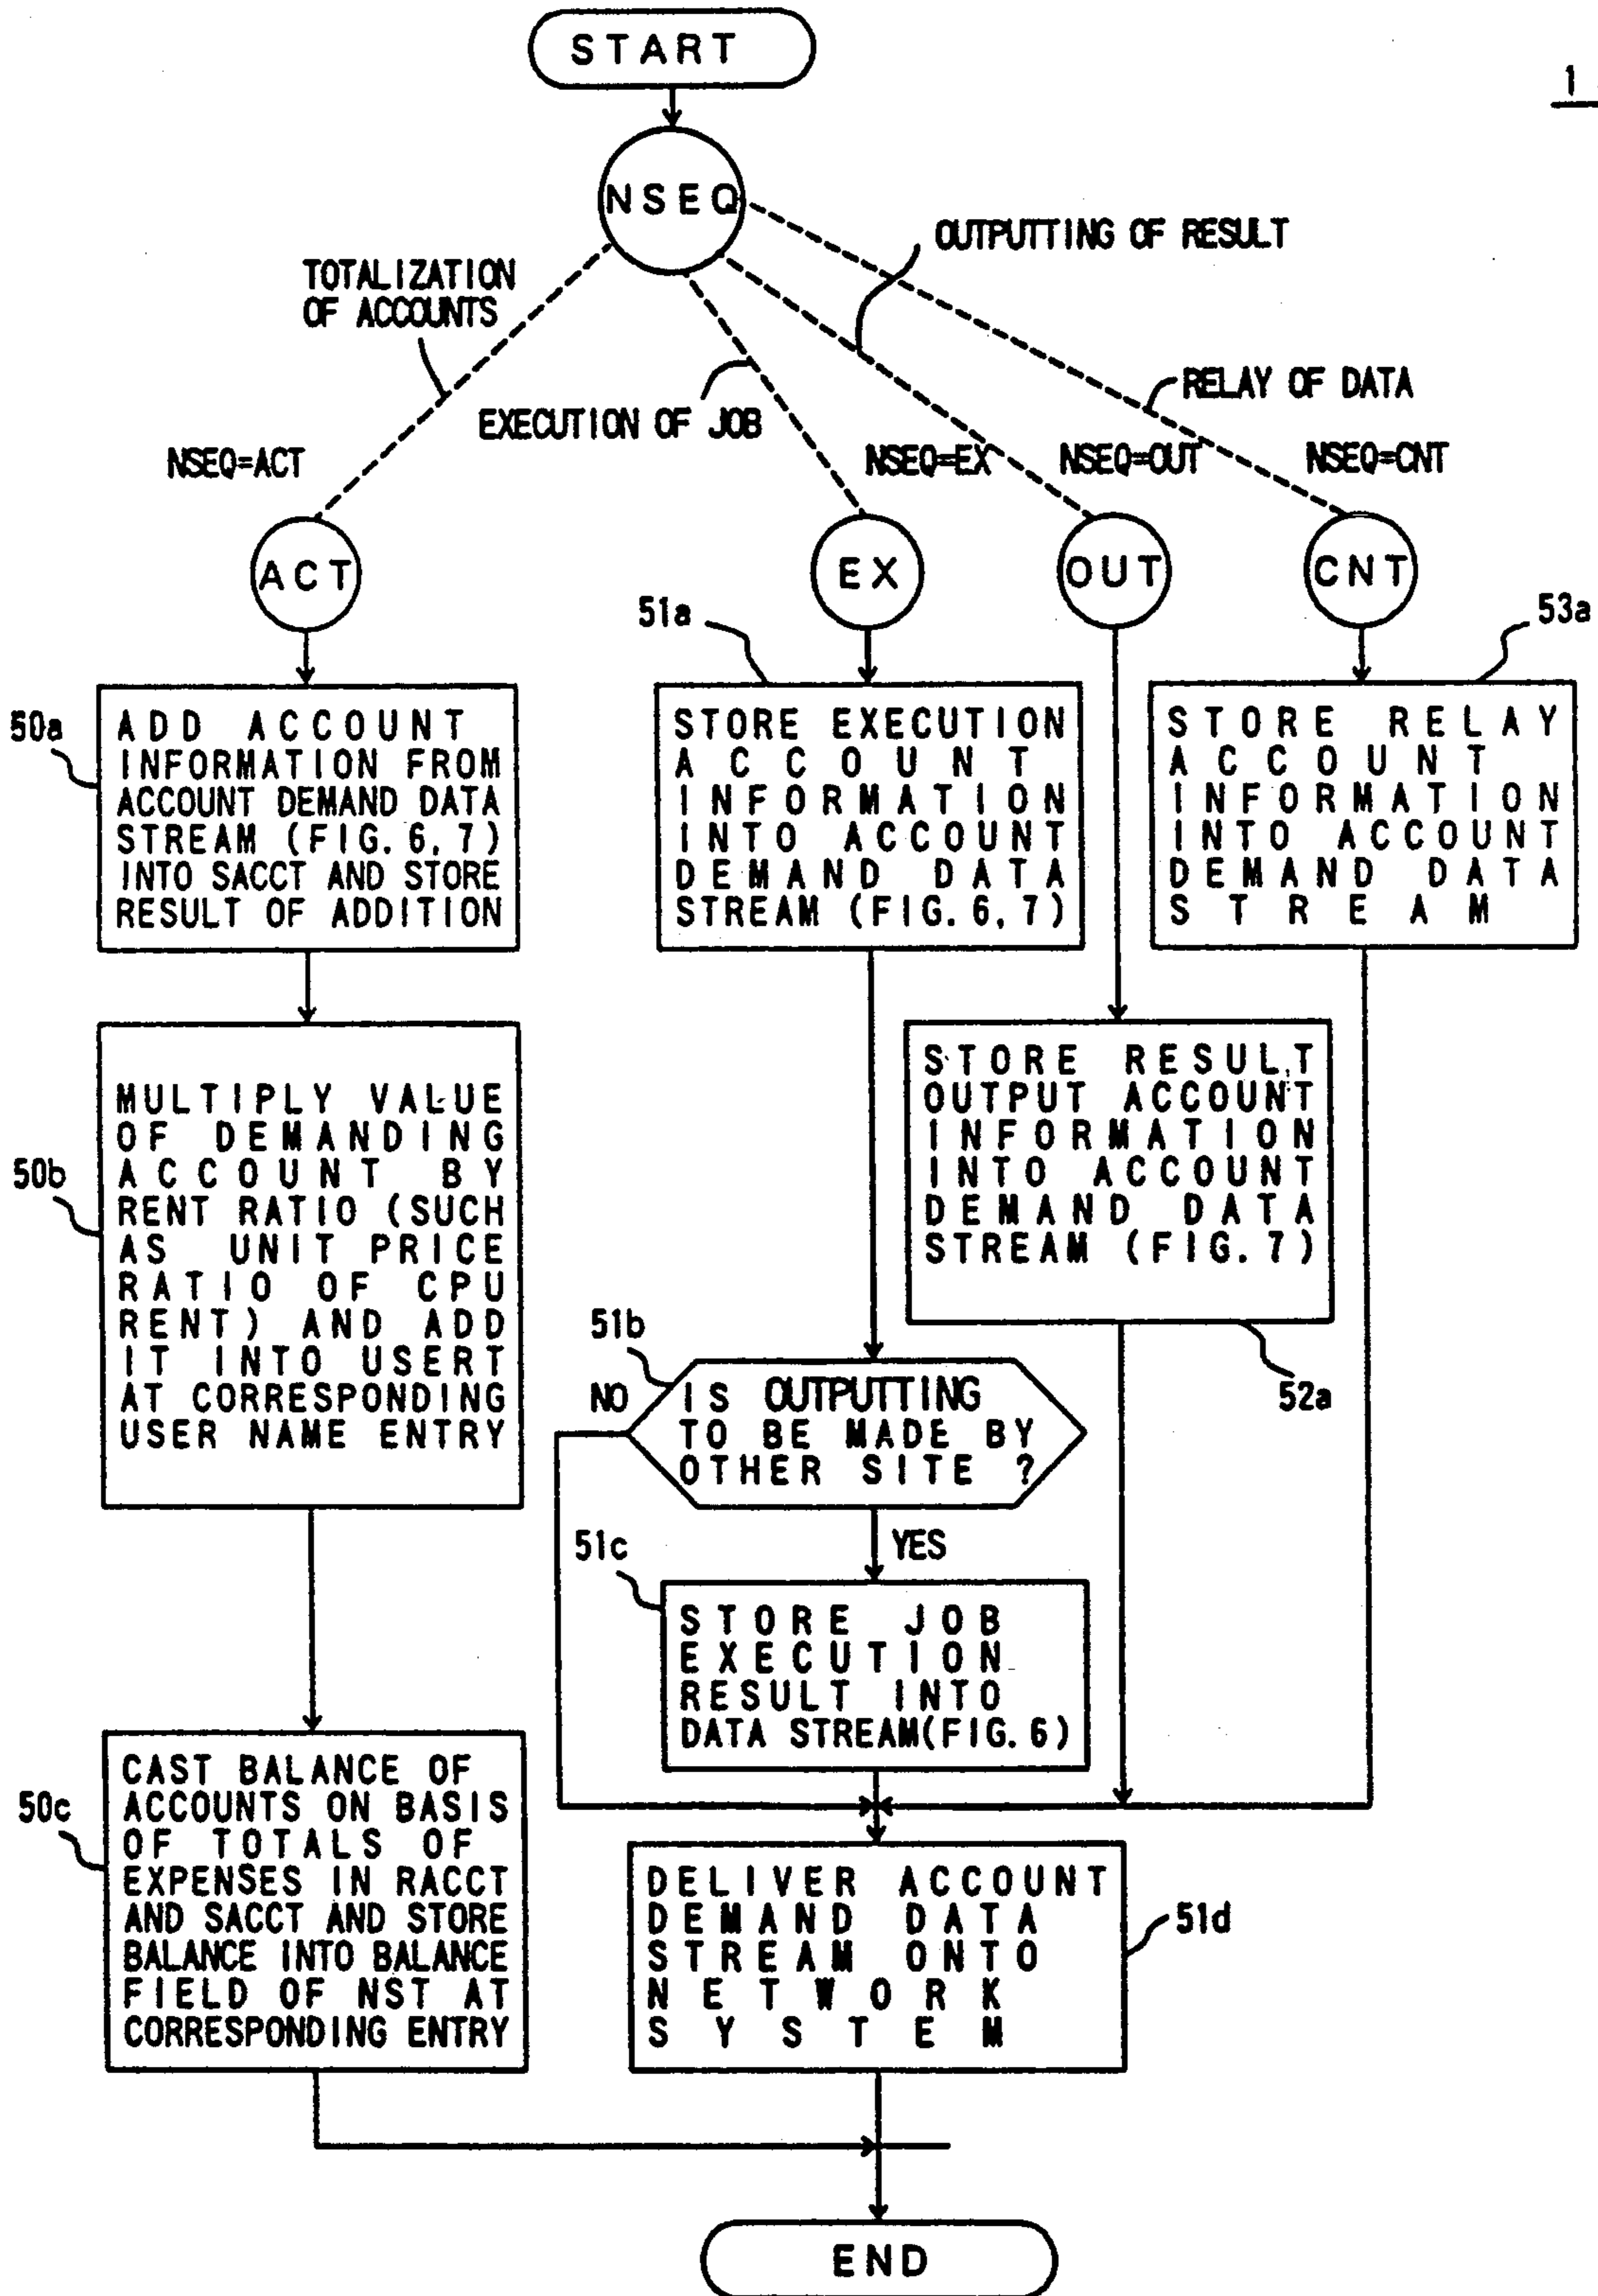 START
1
NSEQ
OUTPUTTING OF RESULT
TOTALIZATION
OF ACCOUNTS
RELAY OF DATA
EXECUTION OF JOB
NSEQ=ACT
NSEQ=EX
NSEQ=OUT
NSEQ=CNT
ACT
EX
OUT
CNT
51a
53a
50a
ADD ACCOUNT
INFORMATION FROM
ACCOUNT DEMAND DATA
STREAM (FIG. 6, 7)
INTO SACCT AND STORE
RESULT OF ADDITION
STORE EXECUTION
ACCOUNT
INFORMATION
INTO ACCOUNT
DEMAND DATA
STREAM (FIG. 6, 7)
STORE RELAY
ACCOUNT
INFORMATION
INTO ACCOUNT
DEMAND DATA
STREAM
50b
MULTIPLY VALUE
OF DEMANDING
ACCOUNT BY
RENT RATIO (SUCH
AS UNIT PRICE
RATIO OF CPU
RENT) AND ADD
IT INTO USERT
AT CORRESPONDING
USER NAME ENTRY
STORE RESULT
OUTPUT ACCOUNT
INFORMATION
INTO ACCOUNT
DEMAND DATA
STREAM (FIG. 7)
52a
51b
NO
IS OUTPUTTING
TO BE MADE BY
OTHER SITE ?
YES
51c
STORE JOB
EXECUTION
RESULT INTO
DATA STREAM(FIG. 6)
50c
CAST BALANCE OF
ACCOUNTS ON BASIS
OF TOTALS OF
EXPENSES IN RACCT
AND SACCT AND STORE
BALANCE INTO BALANCE
FIELD OF NST AT
CORRESPONDING ENTRY
DELIVER ACCOUNT
DEMAND DATA
STREAM ONTO
NETWORK
SYSTEM
51d
END